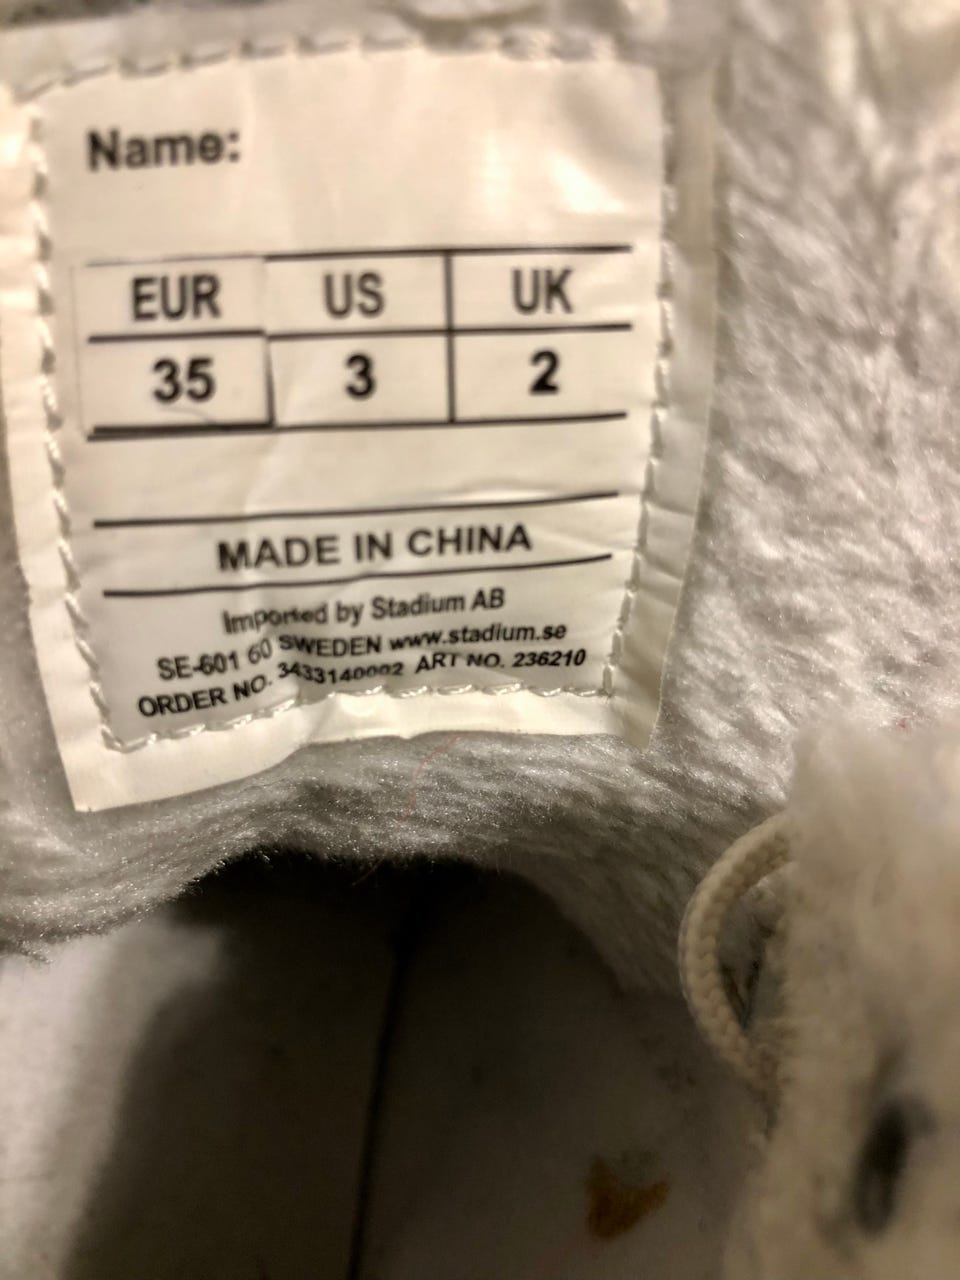 Name:
EUR US UK
35 3 2
MADE IN CHINA
Imported by Stadium AB
SE-601 60 SWEDEN www.stadium.se
ORDER NO. 3433140002 ART NO. 236210